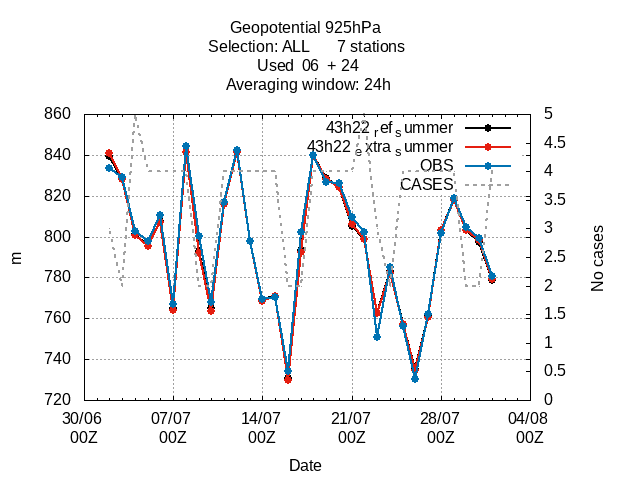 Geopotential 925hPa
Selection: ALL 7 stations
Used 06 + 24
Averaging window: 24h
43h22_refsummer
43h22_extrasummer
OBS
CASES
860
840
820
800
780
760
740
720
5
4.5
4
3.5
3
2.5
2
1.5
1
0.5
0
m
No cases
30/06 07/07 14/07 21/07 28/07 04/08
00Z 00Z 00Z 00Z 00Z 00Z
Date